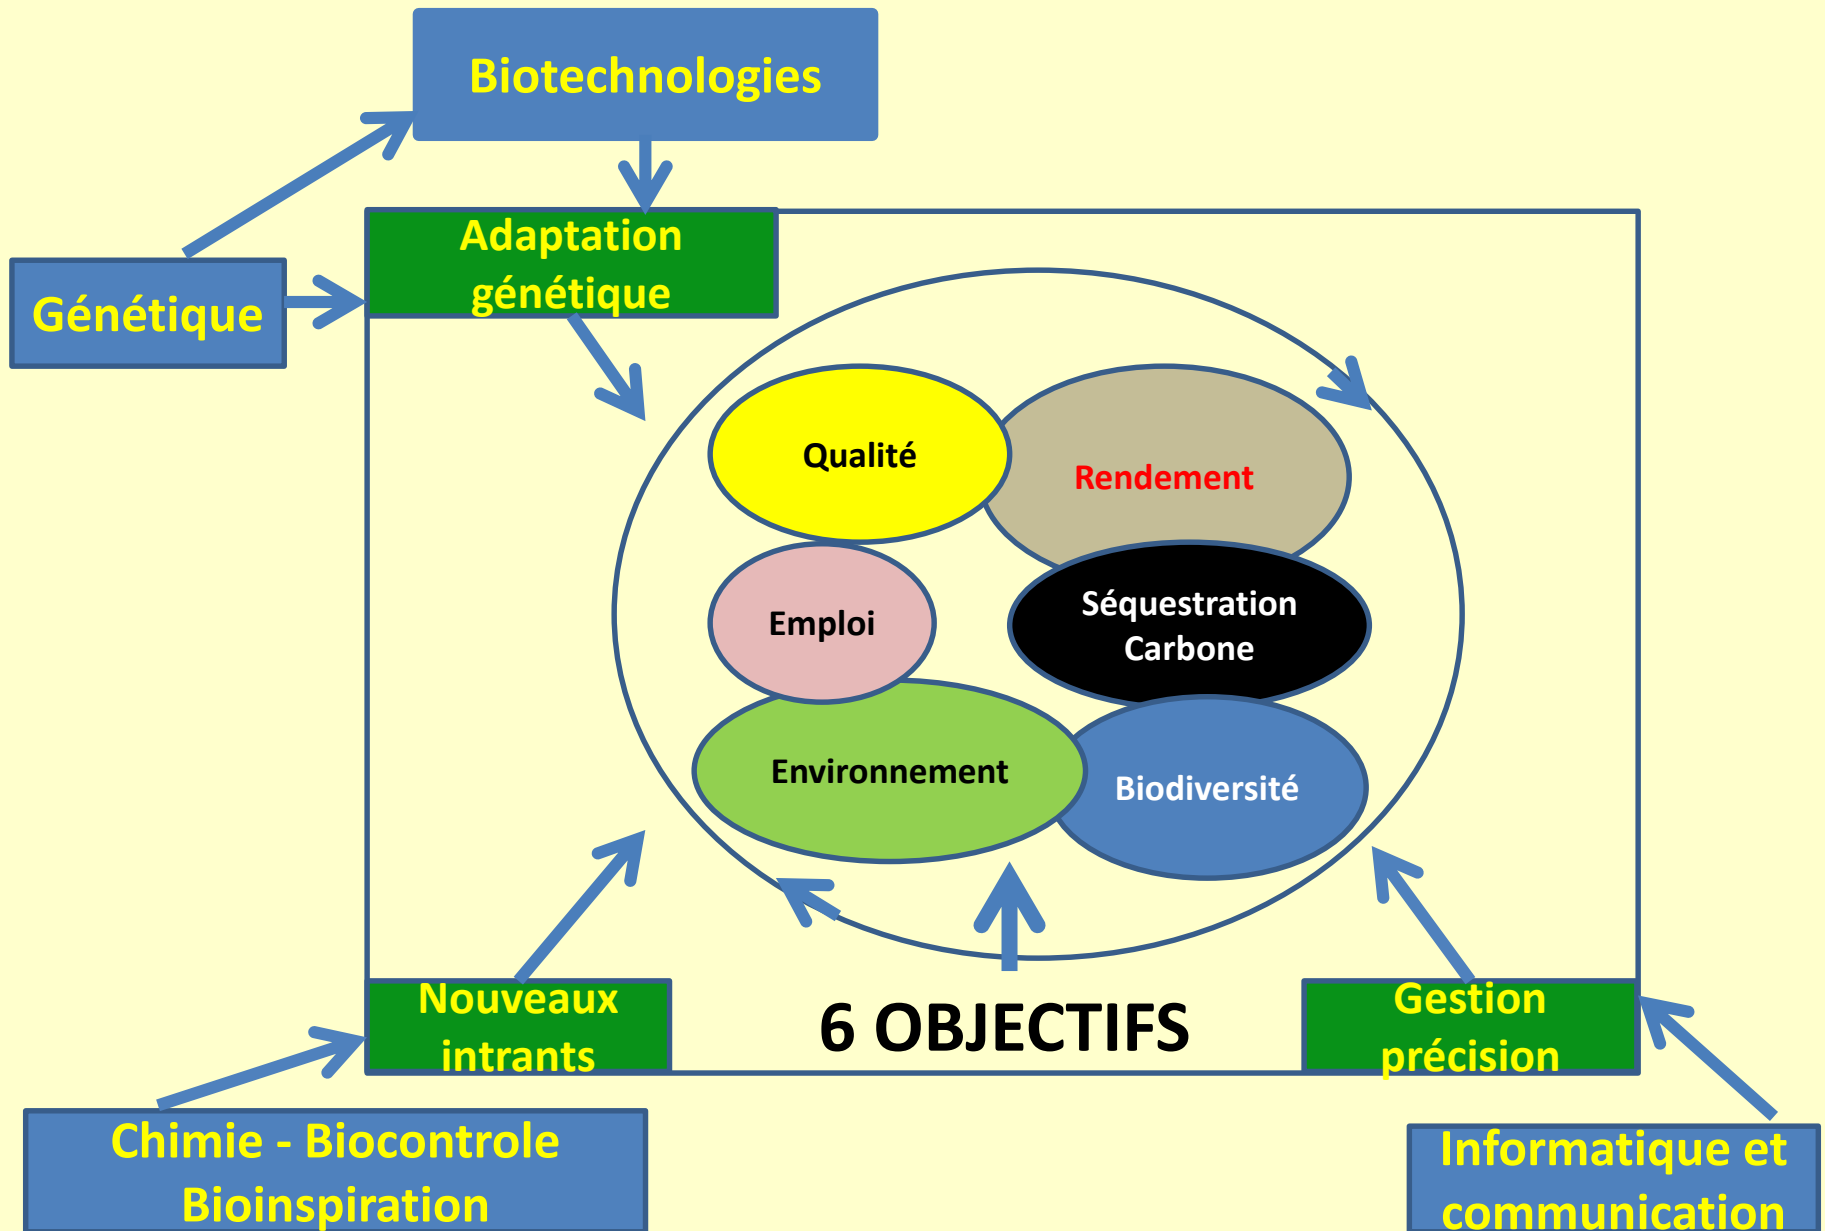 Biotechnologies
Adaptation
génétique
Génétique
Qualité
Rendement
Emploi
Séquestration
Carbone
Environnement
Biodiversité
Nouveaux
intrants
6 OBJECTIFS
Gestion
précision
Chimie - Biocontrole
Bioinspiration
Informatique et
communication